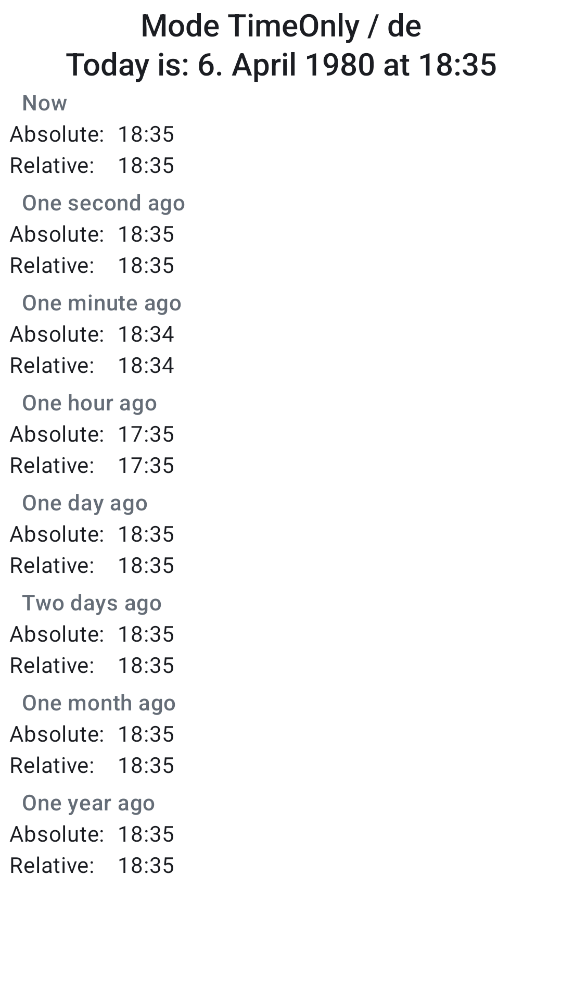 Mode TimeOnly / de
Today is: 6. April 1980 at 18:35
Now
Absolute: 18:35
Relative: 18:35
One second ago
Absolute: 18:35
Relative: 18:35
One minute ago
Absolute: 18:34
Relative: 18:34
One hour ago
Absolute: 17:35
Relative: 17:35
One day ago
Absolute: 18:35
Relative: 18:35
Two days ago
Absolute: 18:35
Relative: 18:35
One month ago
Absolute: 18:35
Relative: 18:35
One year ago
Absolute: 18:35
Relative: 18:35